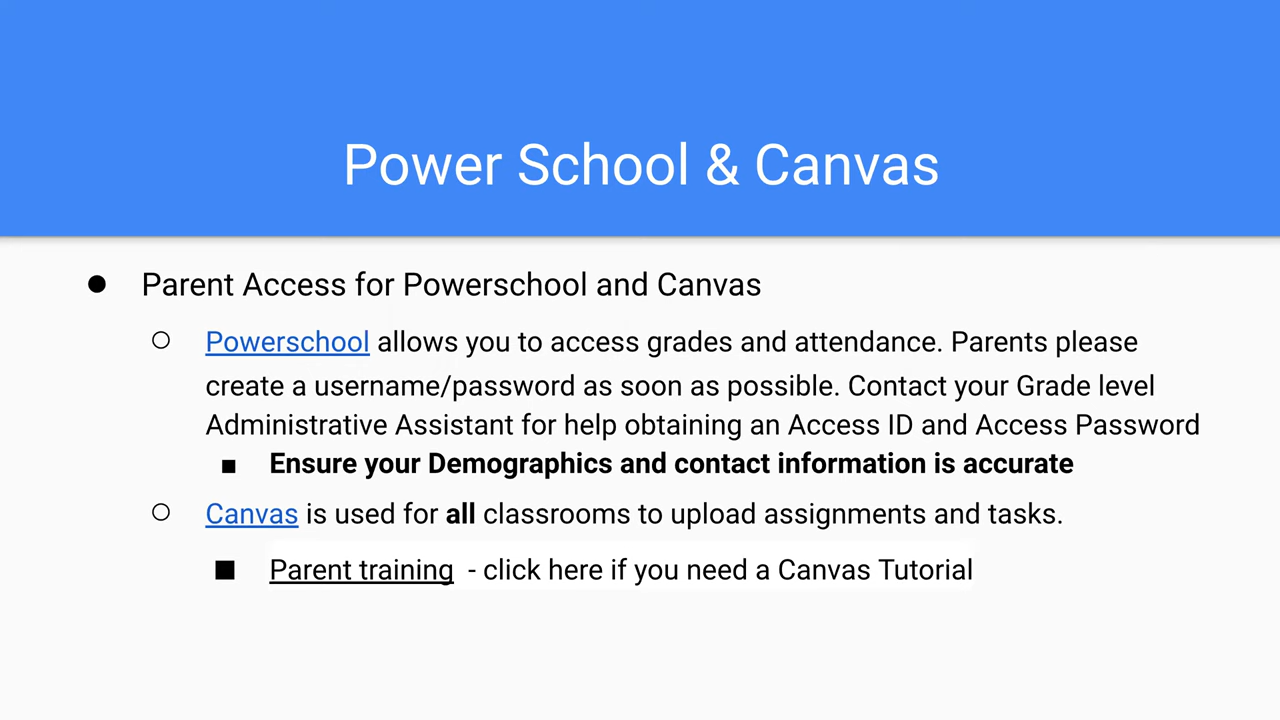 Power School & Canvas
● Parent Access for Powerschool and Canvas
○ Powerschool allows you to access grades and attendance. Parents please
create a username/password as soon as possible. Contact your Grade level
Administrative Assistant for help obtaining an Access ID and Access Password
■ Ensure your Demographics and contact information is accurate
○ Canvas is used for all classrooms to upload assignments and tasks.
■ Parent training - click here if you need a Canvas Tutorial